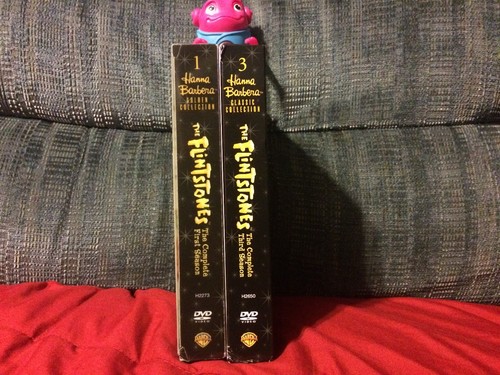 1
Hanna
Barbera
GOLDEN
COLLECTION
THE
FLINTSTONES
The Complete
First Season
H2273
DVD
VIDEO
3
Hanna
Barbera
CLASSIC
COLLECTION
THE
FLINTSTONES
The Complete
Third Season
H2650
DVD
VIDEO